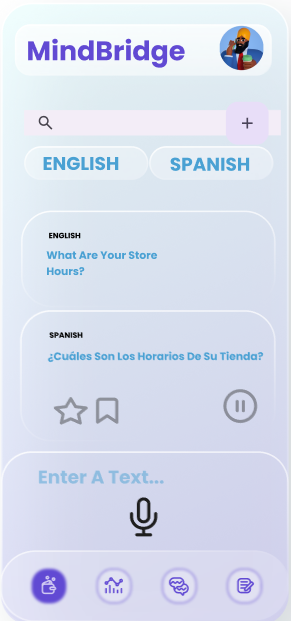 MindBridge
ENGLISH
SPANISH
ENGLISH
What Are Your Store
Hours?
SPANISH
¿Cuáles Son Los Horarios De Su Tienda?
Enter A Text...